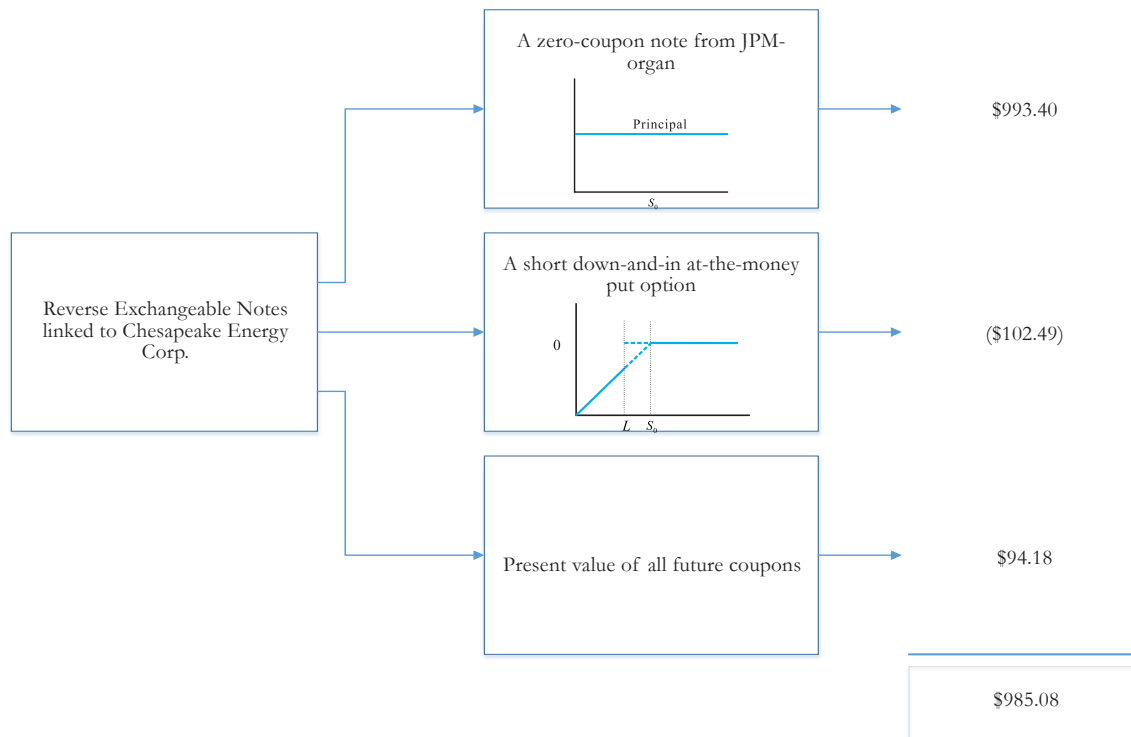 A zero-coupon note from JPM-
organ
Principal
S₀
$993.40
Reverse Exchangeable Notes
linked to Chesapeake Energy
Corp.
A short down-and-in at-the-money
put option
0
L S₀
($102.49)
Present value of all future coupons
$94.18
$985.08